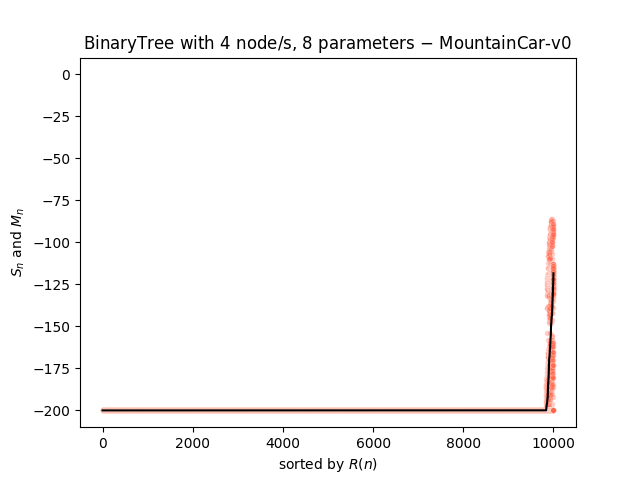 BinaryTree with 4 node/s, 8 parameters − MountainCar-v0
0
−25
−50
−75
−100
−125
−150
−175
−200
S_n and M_n
0 2000 4000 6000 8000 10000
sorted by R(n)